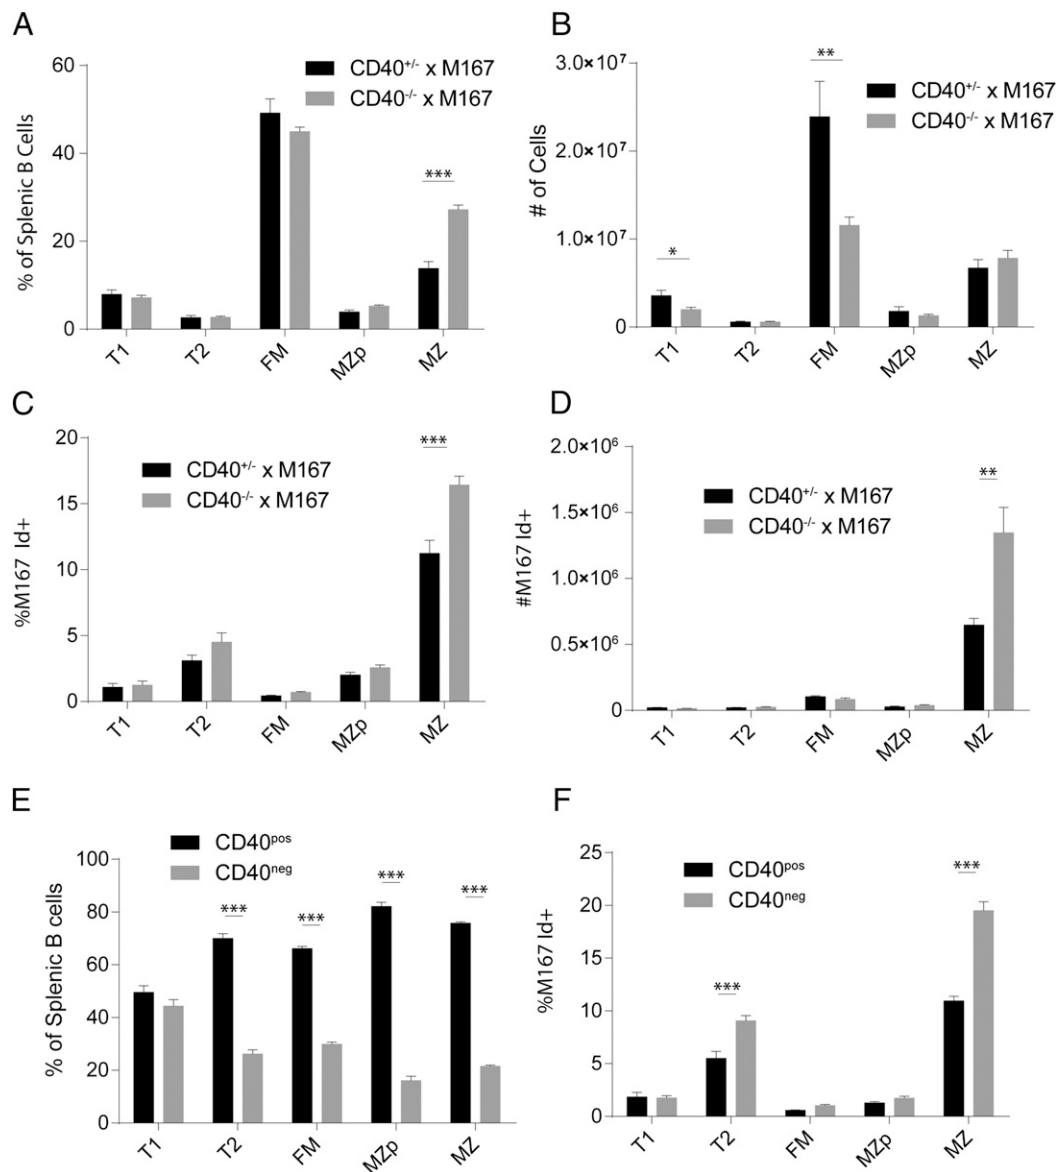 A
% of Splenic B Cells
60
40
20
0
CD40+/- x M167
CD40-/- x M167
***
T1
T2
FM
MZp
MZ
B
# of Cells
3.0×10⁷
2.0×10⁷
1.0×10⁷
0
CD40+/- x M167
CD40-/- x M167
*
**
T1
T2
FM
MZp
MZ
C
%M167 Id+
20
15
10
5
0
CD40+/- x M167
CD40-/- x M167
***
T1
T2
FM
MZp
MZ
D
#M167 Id+
2.0×10⁶
1.5×10⁶
1.0×10⁶
0.5×10⁶
0
CD40+/- x M167
CD40-/- x M167
**
T1
T2
FM
MZp
MZ
E
% of Splenic B cells
100
80
60
40
20
0
CD40pos
CD40neg
***
***
***
***
T1
T2
FM
MZp
MZ
F
%M167 Id+
25
20
15
10
5
0
CD40pos
CD40neg
***
***
T1
T2
FM
MZp
MZ